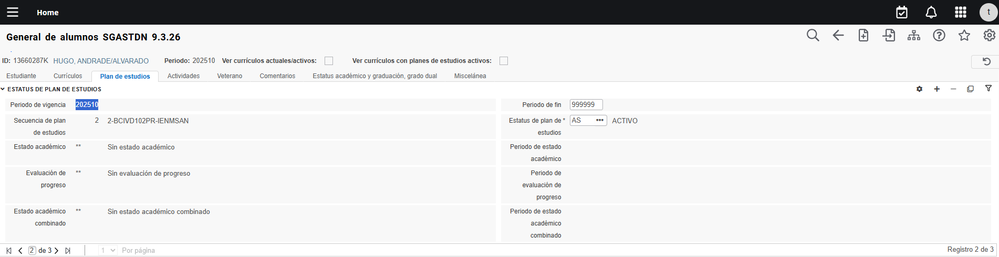 Home
t
General de alumnos SGASTDN 9.3.26
ID: 13660287K HUGO, ANDRADE/ALVARADO Periodo: 202510 Ver currículos actuales/activos: Ver currículos con planes de estudios activos:
Estudiante Currículos Plan de estudios Actividades Veterano Comentarios Estatus académico y graduación, grado dual Miscelánea
ESTATUS DE PLAN DE ESTUDIOS
Periodo de vigencia 202510 Periodo de fin 999999
Secuencia de plan de estudios 2 2-BCIVD102PR-IENMSAN Estatus de plan de estudios * AS ••• ACTIVO
Estado académico ** Sin estado académico Periodo de estado académico
Evaluación de progreso ** Sin evaluación de progreso Periodo de evaluación de progreso
Estado académico combinado ** Sin estado académico combinado Periodo de estado académico combinado
2 de 3 1 Por página Registro 2 de 3